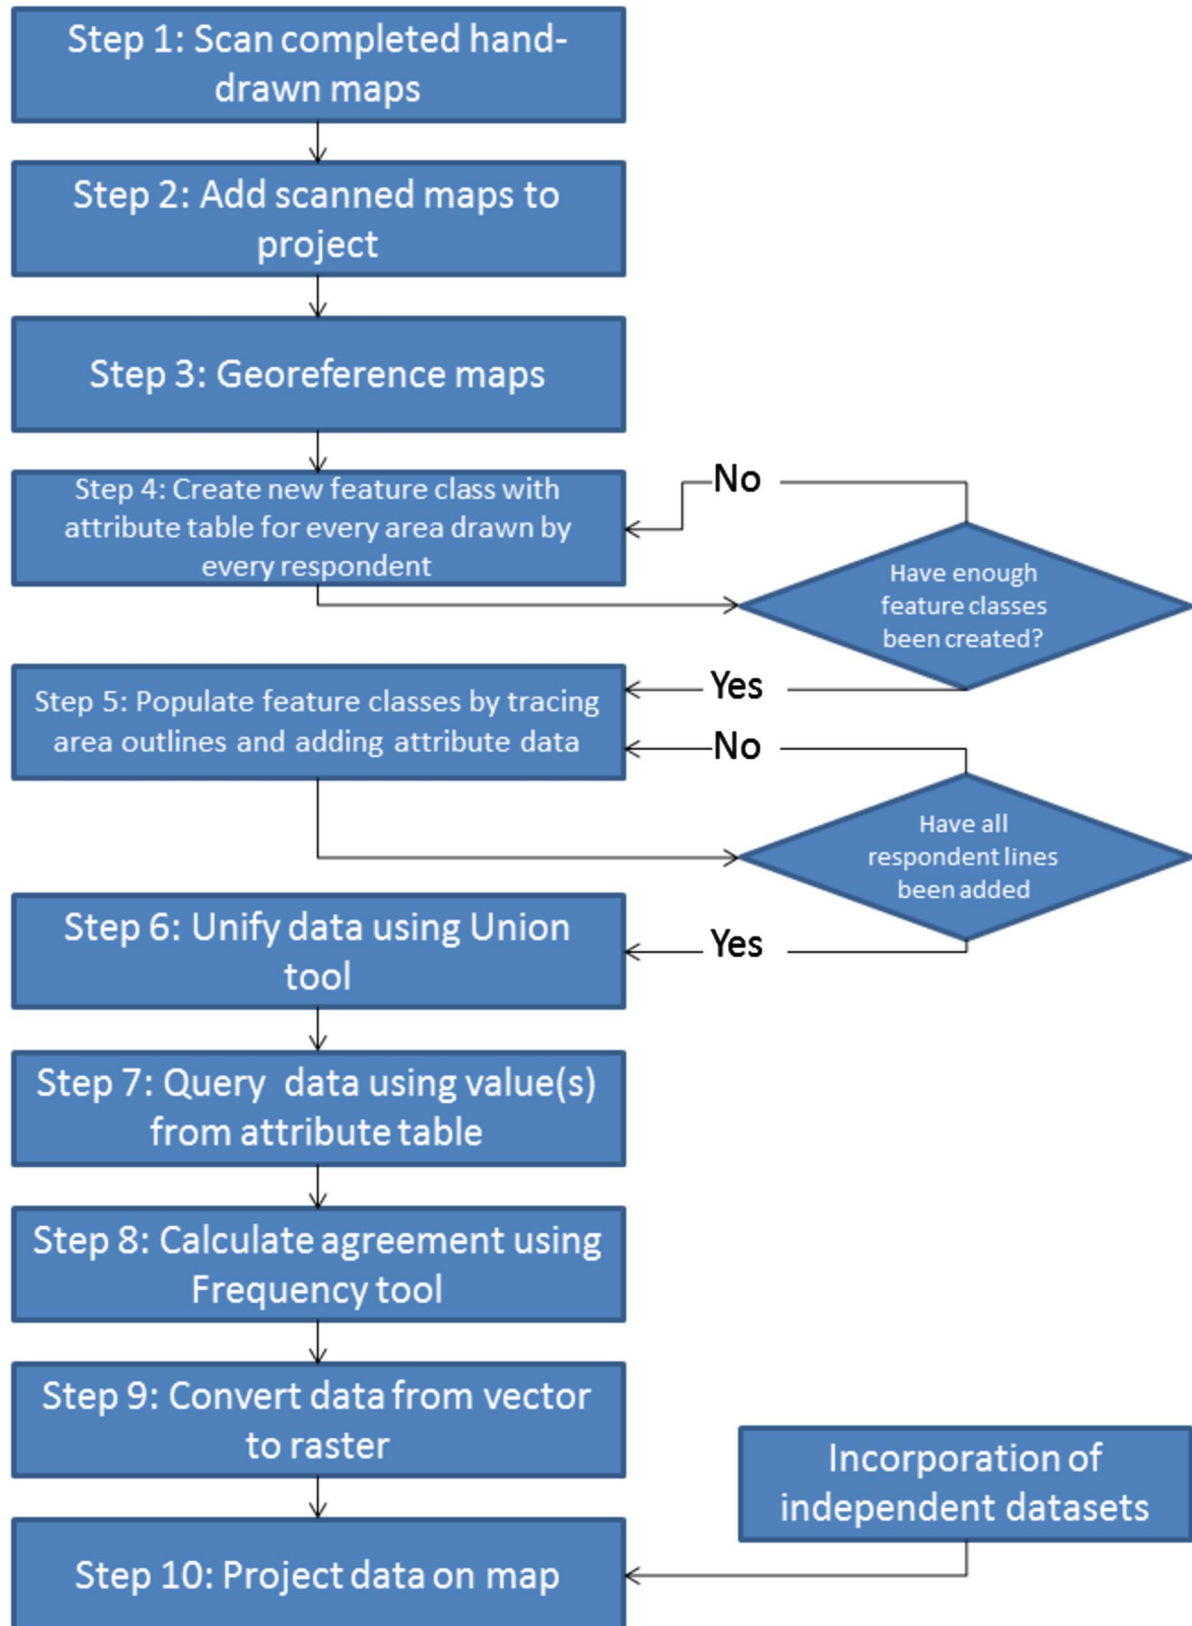 Step 1: Scan completed hand-
drawn maps
Step 2: Add scanned maps to
project
Step 3: Georeference maps
Step 4: Create new feature class with
attribute table for every area drawn by
every respondent
No
Have enough
feature classes
been created?
Yes
Step 5: Populate feature classes by tracing
area outlines and adding attribute data
No
Have all
respondent lines
been added
Yes
Step 6: Unify data using Union
tool
Step 7: Query data using value(s)
from attribute table
Step 8: Calculate agreement using
Frequency tool
Step 9: Convert data from vector
to raster
Incorporation of
independent datasets
Step 10: Project data on map